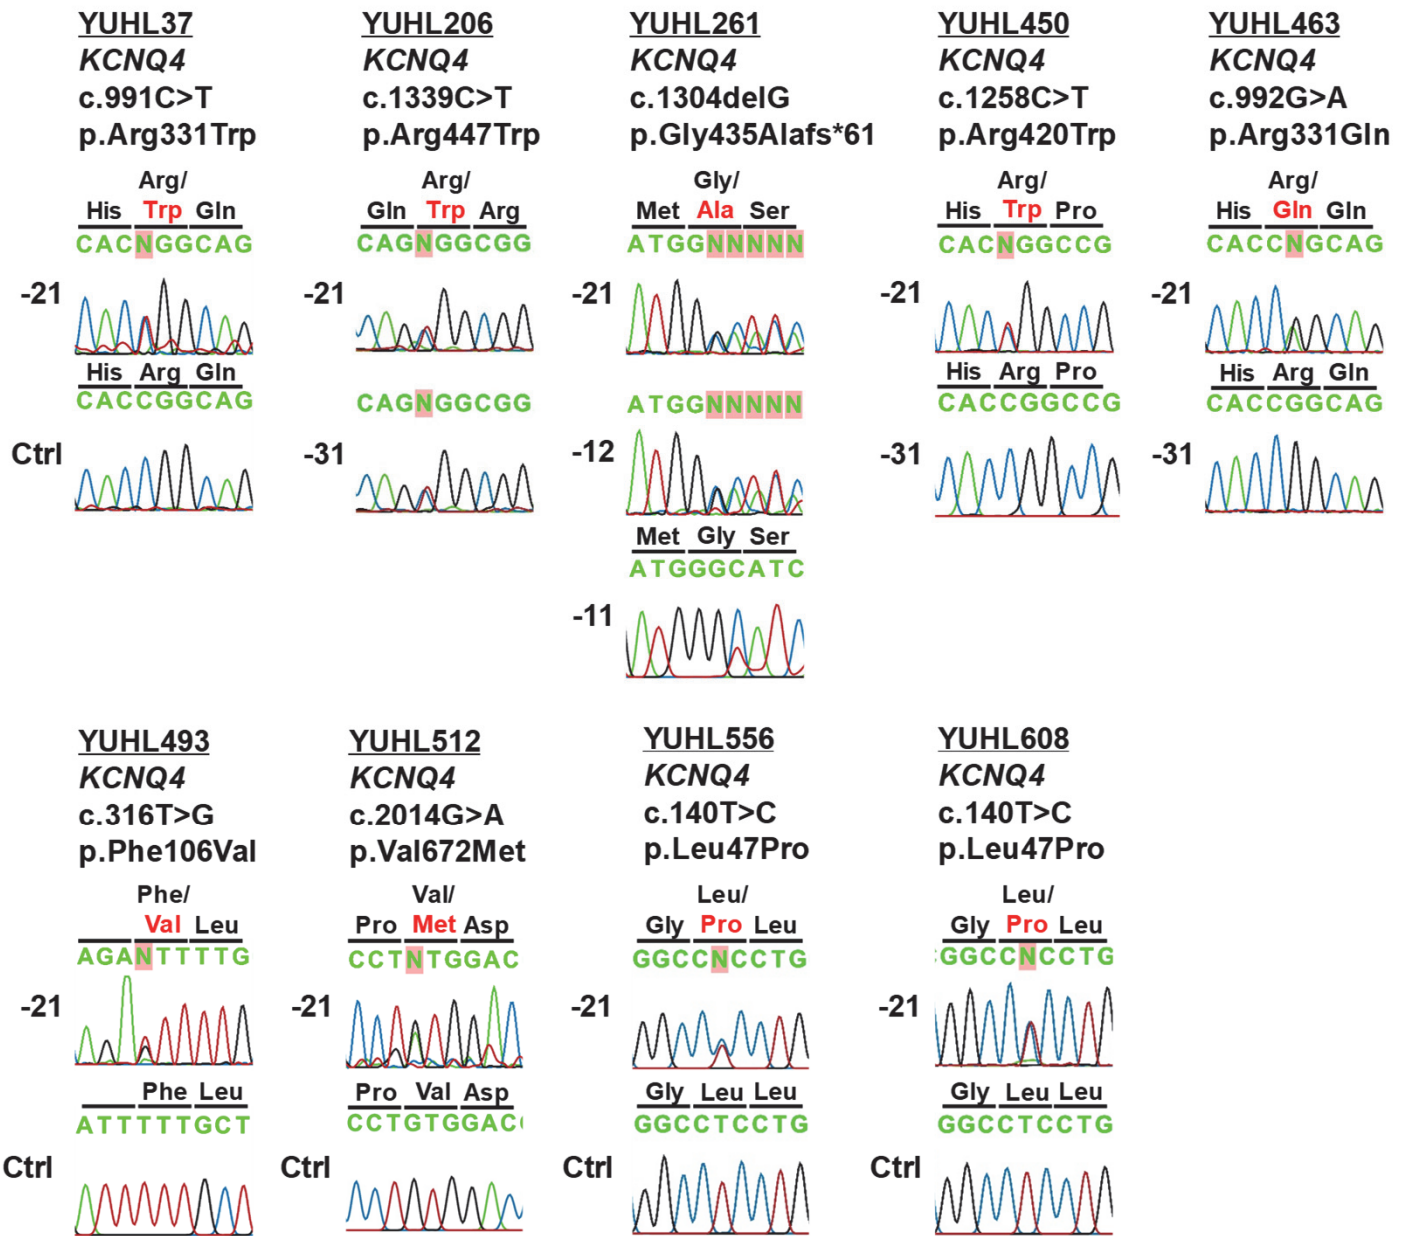 YUHL37
KCNQ4
c.991C>T
p.Arg331Trp
Arg/
His Trp Gln
CACNGGCAG
-21
His Arg Gln
CACCGGCAG
Ctrl
YUHL206
KCNQ4
c.1339C>T
p.Arg447Trp
Arg/
Gln Trp Arg
CAGNGGCGG
-21
CAGNGGCGG
-31
YUHL261
KCNQ4
c.1304delG
p.Gly435Alafs*61
Gly/
Met Ala Ser
ATGGNNNNN
-21
ATGGNNNNN
-12
Met Gly Ser
ATGGGCATC
-11
YUHL450
KCNQ4
c.1258C>T
p.Arg420Trp
Arg/
His Trp Pro
CACNGGCCG
-21
His Arg Pro
CACCGGCCG
-31
YUHL463
KCNQ4
c.992G>A
p.Arg331Gln
Arg/
His Gln Gln
CACCNGCAG
-21
His Arg Gln
CACCGGCAG
-31
YUHL493
KCNQ4
c.316T>G
p.Phe106Val
Phe/
Val Leu
AGANTTTTG
-21
Phe Leu
ATTTTTGCT
Ctrl
YUHL512
KCNQ4
c.2014G>A
p.Val672Met
Val/
Pro Met Asp
CCTNTGGAC
-21
Pro Val Asp
CCTGTGGAC
Ctrl
YUHL556
KCNQ4
c.140T>C
p.Leu47Pro
Leu/
Gly Pro Leu
GGCCNCCTG
-21
Gly Leu Leu
GGCCTCCTG
Ctrl
YUHL608
KCNQ4
c.140T>C
p.Leu47Pro
Leu/
Gly Pro Leu
GGCCNCCTG
-21
Gly Leu Leu
GGCCTCCTG
Ctrl